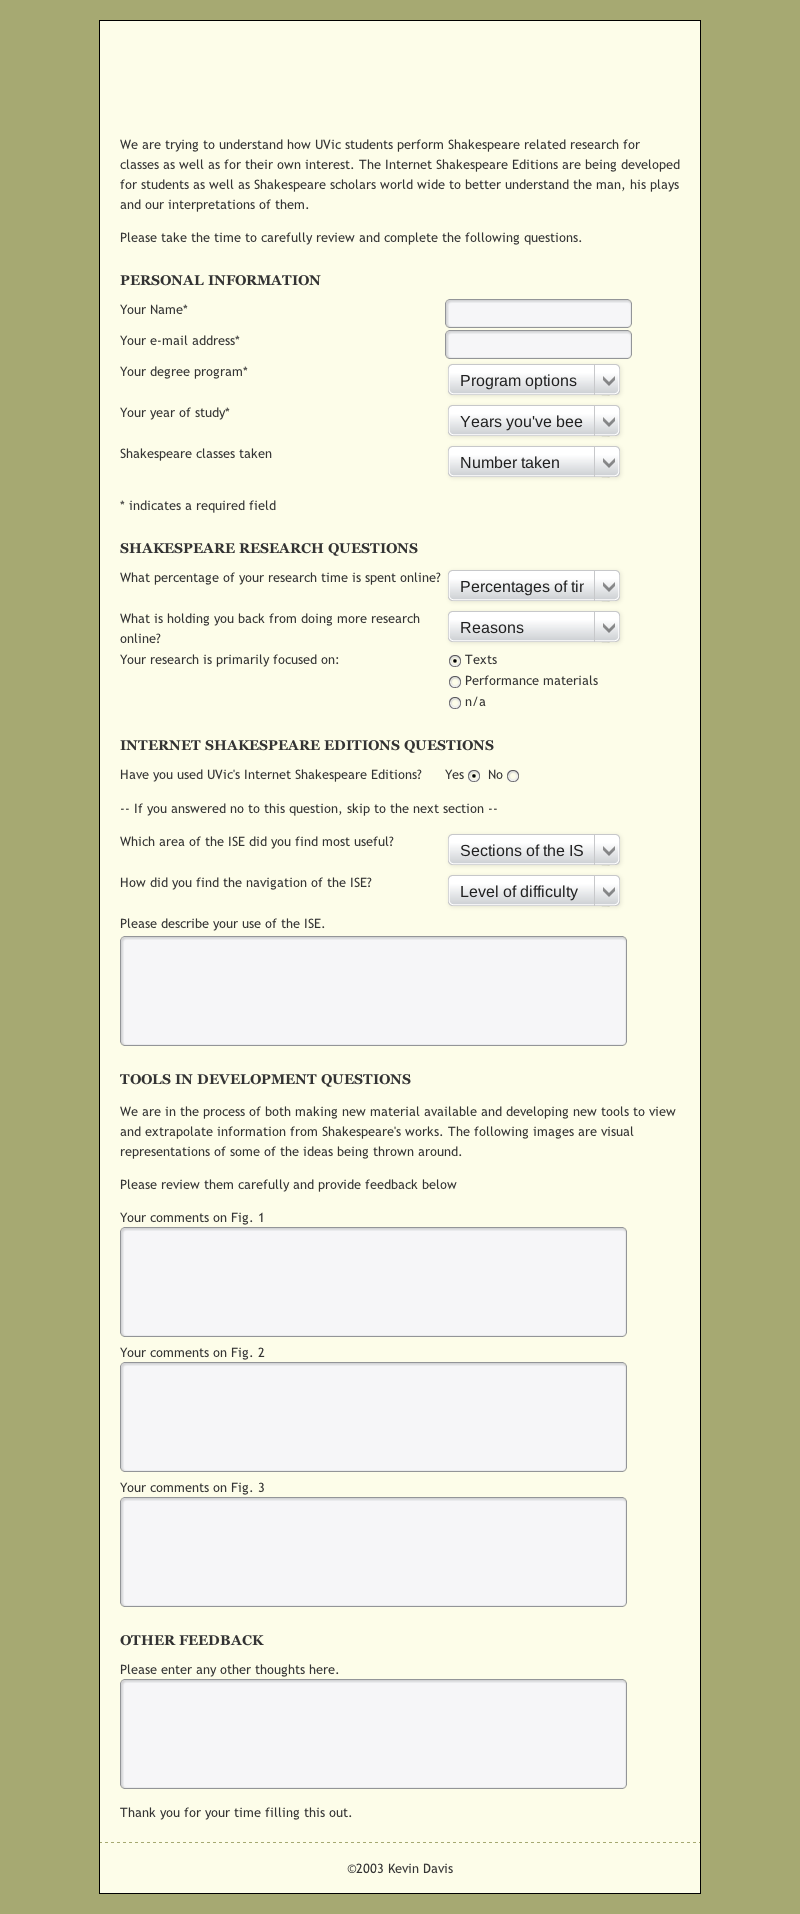 We are trying to understand how UVic students perform Shakespeare related research for
classes as well as for their own interest. The Internet Shakespeare Editions are being developed
for students as well as Shakespeare scholars world wide to better understand the man, his plays
and our interpretations of them.
Please take the time to carefully review and complete the following questions.
PERSONAL INFORMATION
Your Name*
Your e-mail address*
Your degree program* Program options
Your year of study* Years you've bee
Shakespeare classes taken Number taken
* indicates a required field
SHAKESPEARE RESEARCH QUESTIONS
What percentage of your research time is spent online? Percentages of tir
What is holding you back from doing more research
online?
Reasons
Your research is primarily focused on: Texts
Performance materials
n/a
INTERNET SHAKESPEARE EDITIONS QUESTIONS
Have you used UVic's Internet Shakespeare Editions? Yes No
-- If you answered no to this question, skip to the next section --
Which area of the ISE did you find most useful? Sections of the IS
How did you find the navigation of the ISE? Level of difficulty
Please describe your use of the ISE.
TOOLS IN DEVELOPMENT QUESTIONS
We are in the process of both making new material available and developing new tools to view
and extrapolate information from Shakespeare's works. The following images are visual
representations of some of the ideas being thrown around.
Please review them carefully and provide feedback below
Your comments on Fig. 1
Your comments on Fig. 2
Your comments on Fig. 3
OTHER FEEDBACK
Please enter any other thoughts here.
Thank you for your time filling this out.
©2003 Kevin Davis